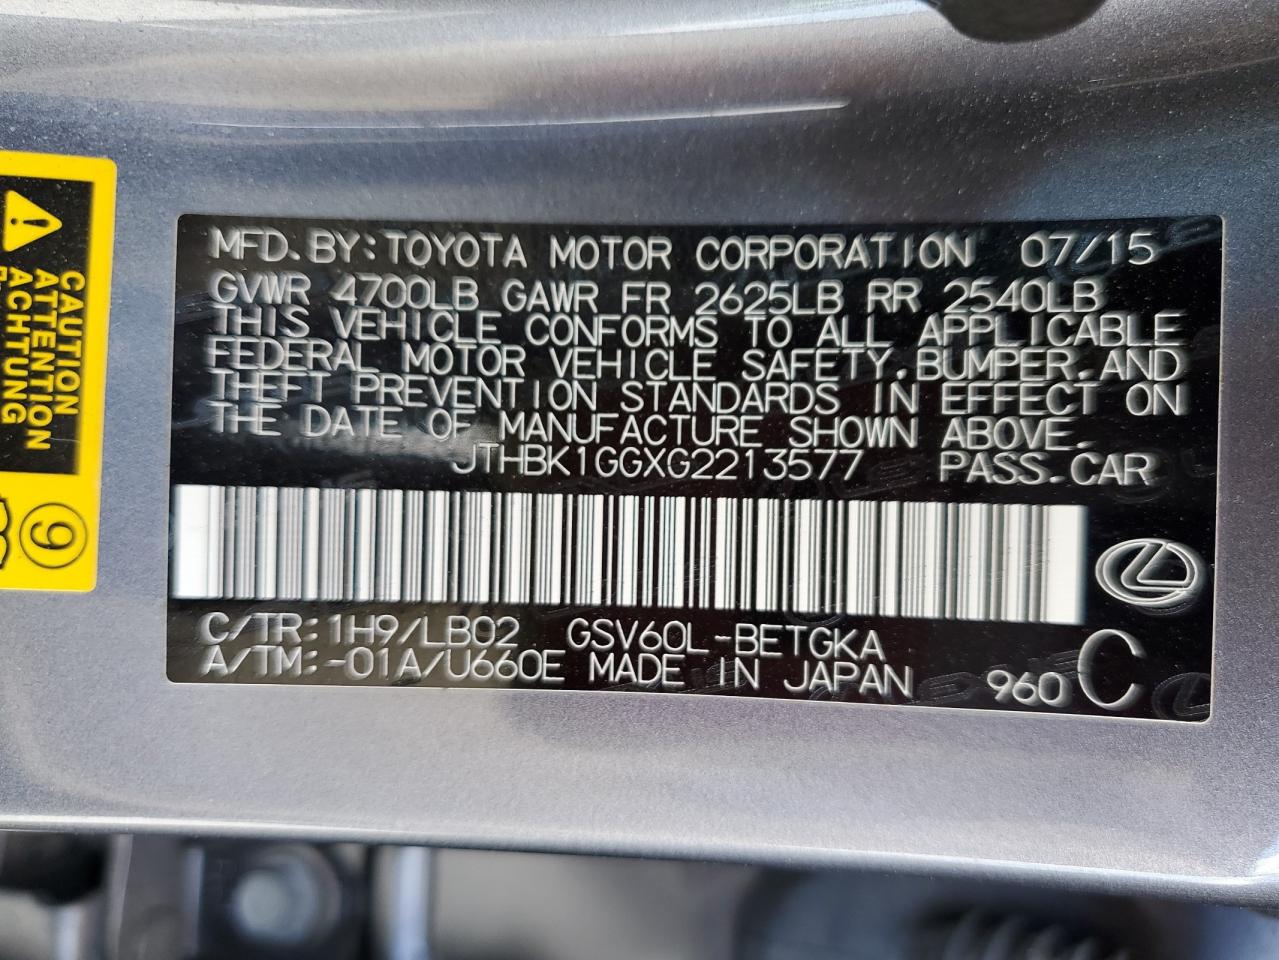 MFD. BY: TOYOTA MOTOR CORPORATION 07/15
GVWR 4700LB GAWR FR 2625LB RR 2540LB
THIS VEHICLE CONFORMS TO ALL APPLICABLE
FEDERAL MOTOR VEHICLE SAFETY, BUMPER, AND
THEFT PREVENTION STANDARDS IN EFFECT ON
THE DATE OF MANUFACTURE SHOWN ABOVE.
JTHBK1GGXG2213577 PASS. CAR
C/TR: 1H9/LB02 GSV60L-BETGKA
A/TM: -01A/U660E MADE IN JAPAN 960 C
CAUTION
ATTENTION
ACHTUNG
9